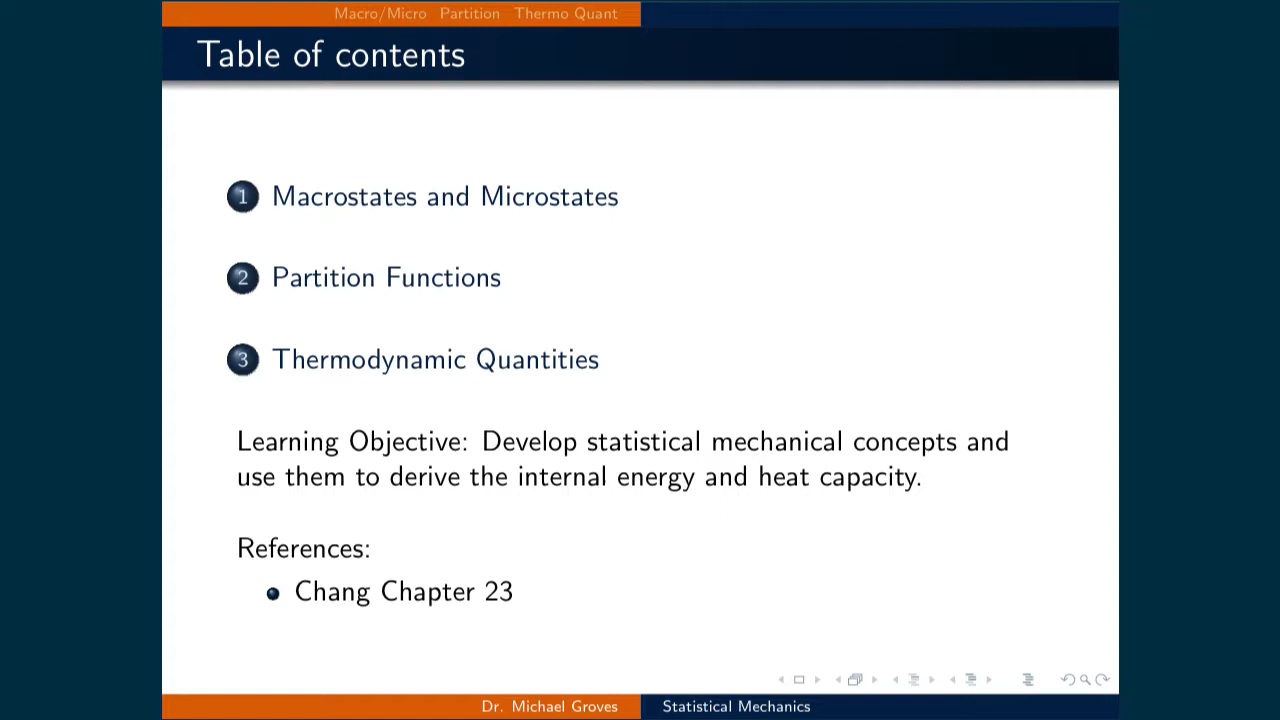 Macro/Micro Partition Thermo Quant
Table of contents
1 Macrostates and Microstates
2 Partition Functions
3 Thermodynamic Quantities
Learning Objective: Develop statistical mechanical concepts and
use them to derive the internal energy and heat capacity.
References:
Chang Chapter 23
Dr. Michael Groves Statistical Mechanics